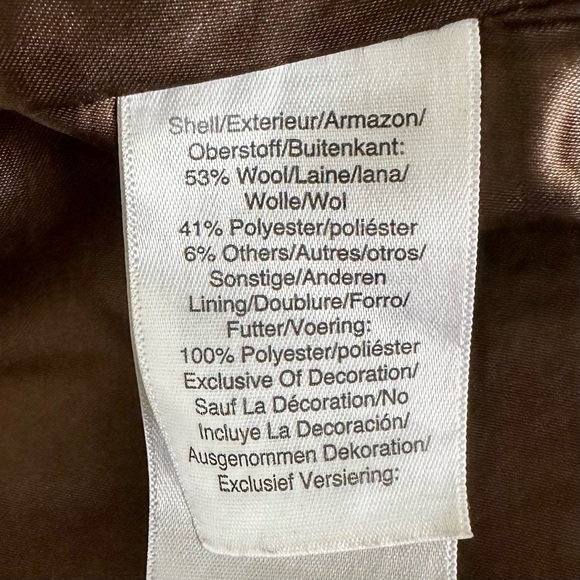 Shell/Exterieur/Armazon/
Oberstoff/Buitenkant:
53% Wool/Laine/lana/
Wolle/Wol
41% Polyester/poliéster
6% Others/Autres/otros/
Sonstige/Anderen
Lining/Doublure/Forro/
Futter/Voering:
100% Polyester/poliéster
Exclusive Of Decoration/
Sauf La Décoration/No
Incluye La Decoración/
Ausgenommen Dekoration/
Exclusief Versiering: